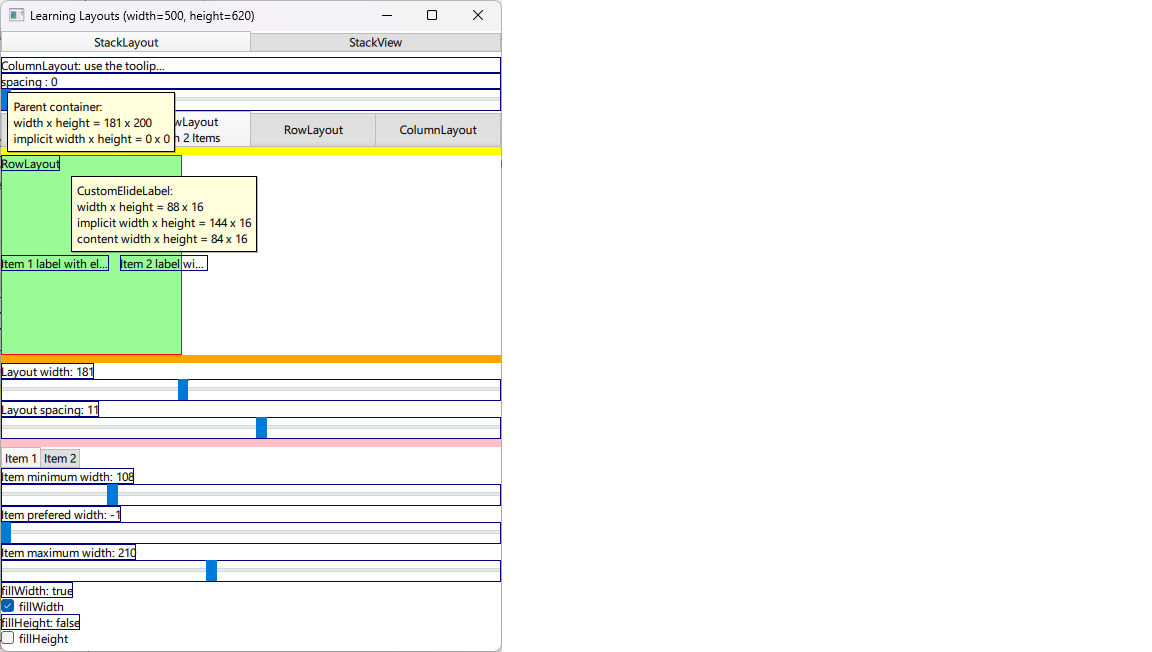 Learning Layouts (width=500, height=620)
StackLayout
StackView
ColumnLayout: use the toolip...
spacing : 0
Parent container:
width x height = 181 x 200
implicit width x height = 0 x 0
RowLayout
ColumnLayout
2 Items
RowLayout
CustomElideLabel:
width x height = 88 x 16
implicit width x height = 144 x 16
content width x height = 84 x 16
Item 1 label with el...
Item 2 label wi...
Layout width: 181
Layout spacing: 11
Item 1
Item 2
Item minimum width: 108
Item prefered width: -1
Item maximum width: 210
fillWidth: true
fillWidth
fillHeight: false
fillHeight